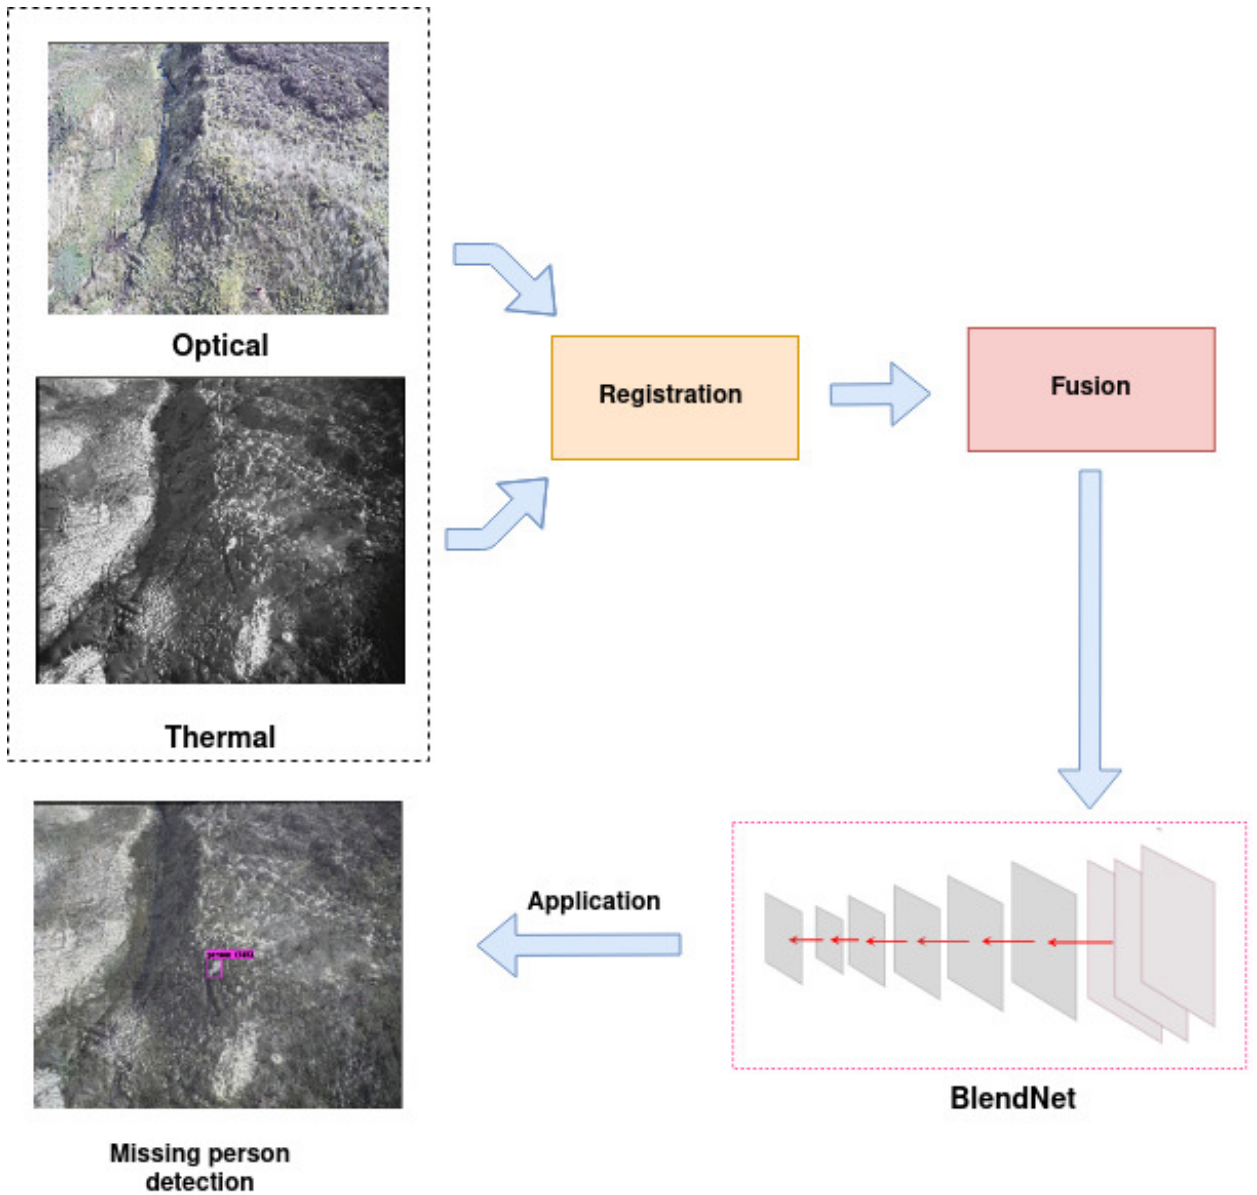 Optical
Thermal
Registration
Fusion
BlendNet
Application
Missing person
detection